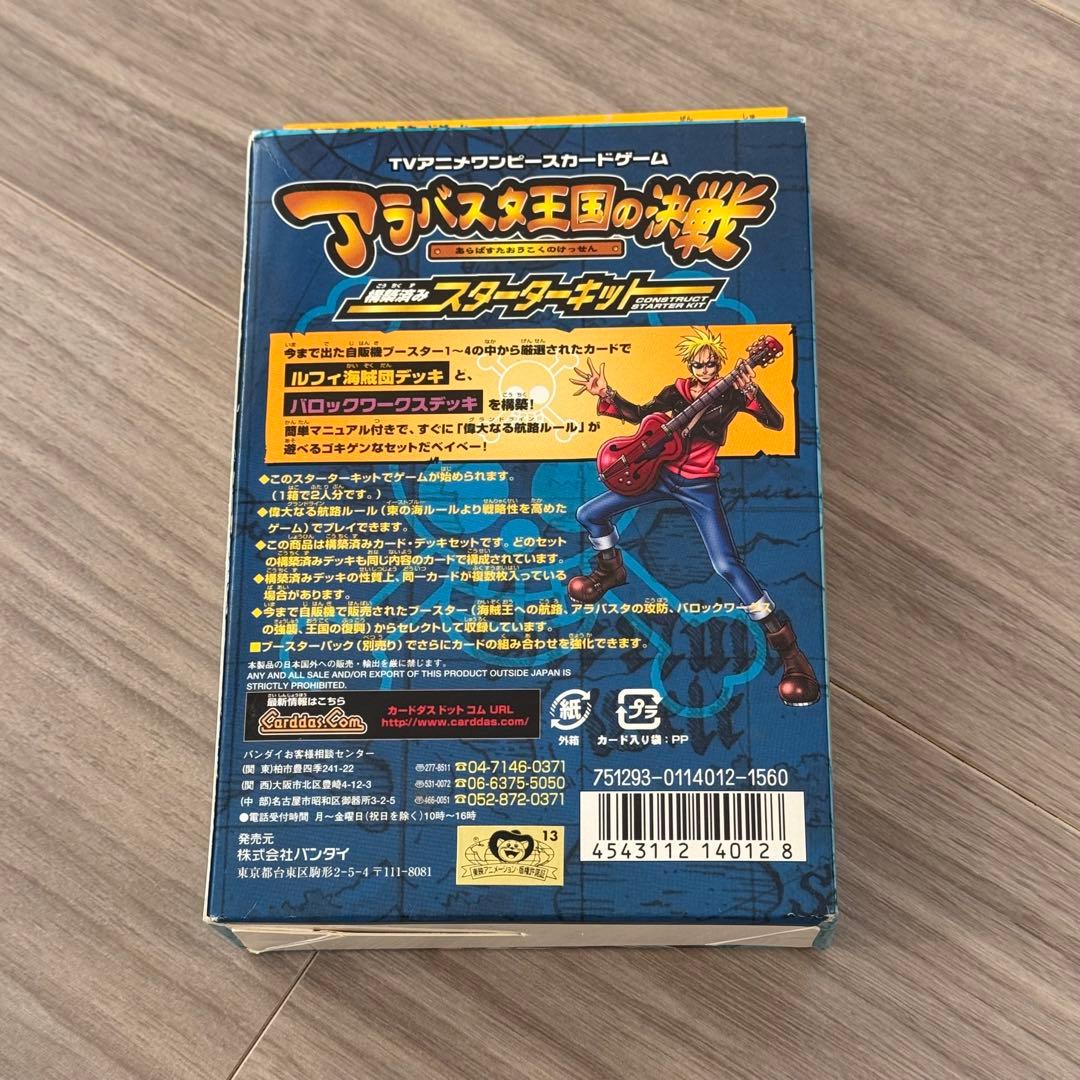 TVアニメワンピースカードゲーム
アラバスタ王国の決戦
あらばすたおうこくのけっせん
構築済み スターターキット CONSTRUCT STARTER KIT
今まで出た自販機ブースター1〜4の中から厳選されたカードで
ルフィ海賊団デッキ と、
バロックワークスデッキ を構築!
簡単マニュアル付きで、すぐに「偉大なる航路ルール」が
遊べるゴキゲンなセットだベイベー!
◆このスターターキットでゲームが始められます。
(1箱で2人分です。)
◆偉大なる航路ルール(東の海ルールより戦略性を高めた
ゲーム)でプレイできます。
◆この商品は構築済みカード・デッキセットです。どのセット
の構築済みデッキも同じ内容のカードで構成されています。
◆構築済みデッキの性質上、同一カードが複数枚入っている
場合があります。
◆今まで自販機で販売されたブースター(海賊王への航路、アラバスタの攻防、バロックワークス
の強襲、王国の復興)からセレクトして収録しています。
■ブースターパック(別売り)でさらにカードの組み合わせを強化できます。
本製品の日本国外への販売・輸出を厳に禁じます。
ANY AND ALL SALE AND/OR EXPORT OF THIS PRODUCT OUTSIDE JAPAN IS
STRICTLY PROHIBITED.
最新情報はこちら
Carddas.Com
カードダス ドット コム URL
http://www.carddas.com/
紙
外箱
プラ
カード入り袋:PP
バンダイお客様相談センター
(関 東)柏市豊四季241-22 〒277-8511 ☎04-7146-0371
(関 西)大阪市北区豊崎4-12-3 〒531-0072 ☎06-6375-5050
(中 部)名古屋市昭和区御器所3-2-5 〒466-0051 ☎052-872-0371
●電話受付時間 月〜金曜日(祝日を除く)10時〜16時
発売元
株式会社バンダイ
東京都台東区駒形2-5-4 〒111-8081
13
東映アニメーション・版権許諾証
751293-0114012-1560
4543112 14012 8